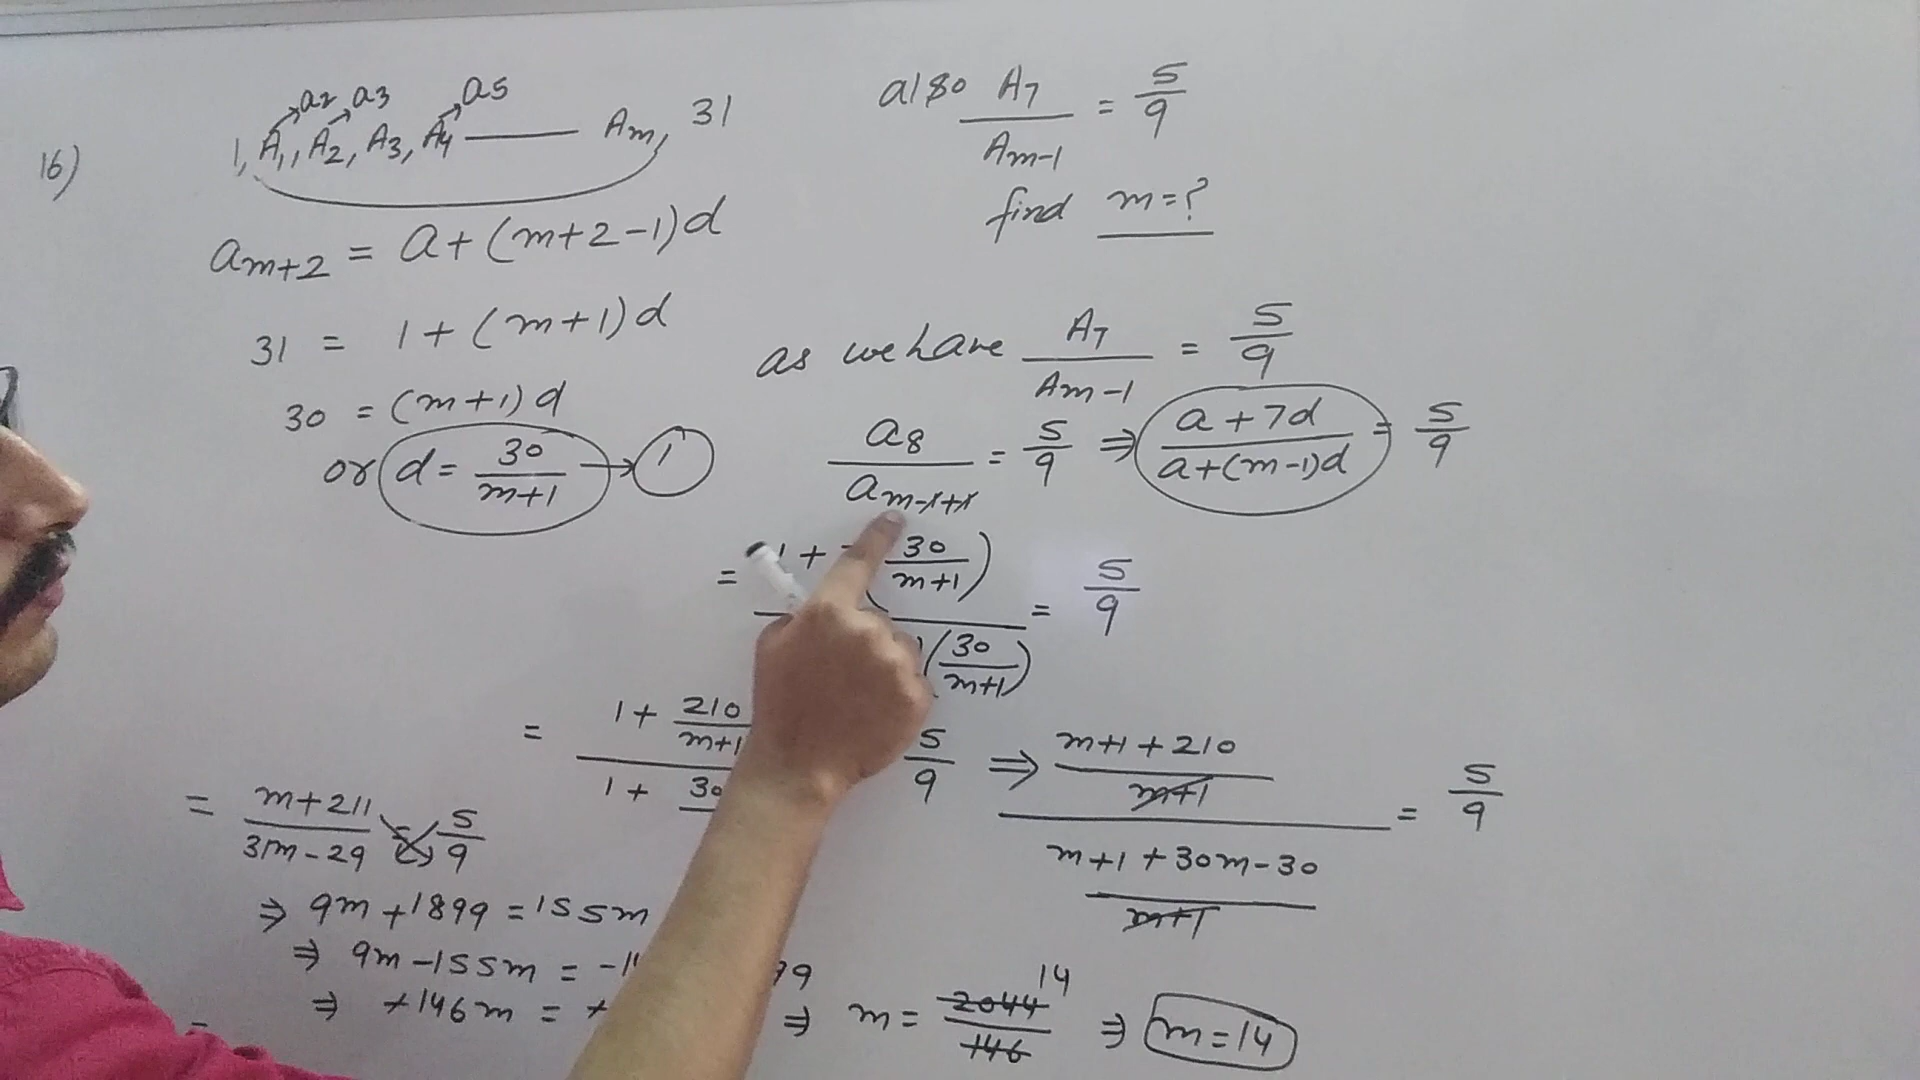 16)
a2 a3 a5
1, A1, A2, A3, A4 —— Am, 31
am+2 = a + (m+2-1)d
31 = 1 + (m+1)d
30 = (m+1)d
or d = 30/m+1 → 1
also A7/Am-1 = 5/9
find m = ?
as we have A7/Am-1 = 5/9
a8/am-1+1 = 5/9 ⇒ a+7d/a+(m-1)d = 5/9
= 1 + (30/m+1) / (30/m+1) = 5/9
= 1 + 210/m+1 / 1 + 30 5/9 ⇒ m+1+210/m+1 / m+1+30m-30/m+1 = 5/9
= m+211/31m-29 = 5/9
⇒ 9m+1899 = 155m
⇒ 9m-155m = -1 99
⇒ +146m = + ⇒ m = 2044/146 14 ⇒ m = 14